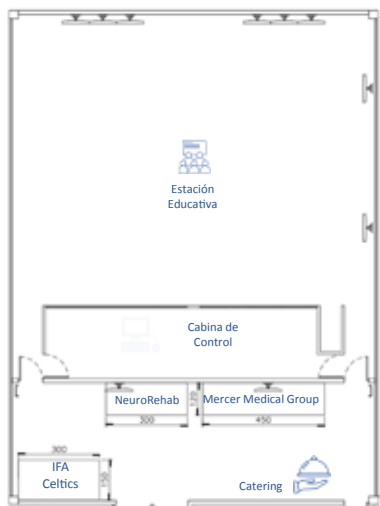 Estación
Educativa
Cabina de
Control
NeuroRehab
120
Mercer Medical Group
300
450
300
IFA
Celtics
150
Catering